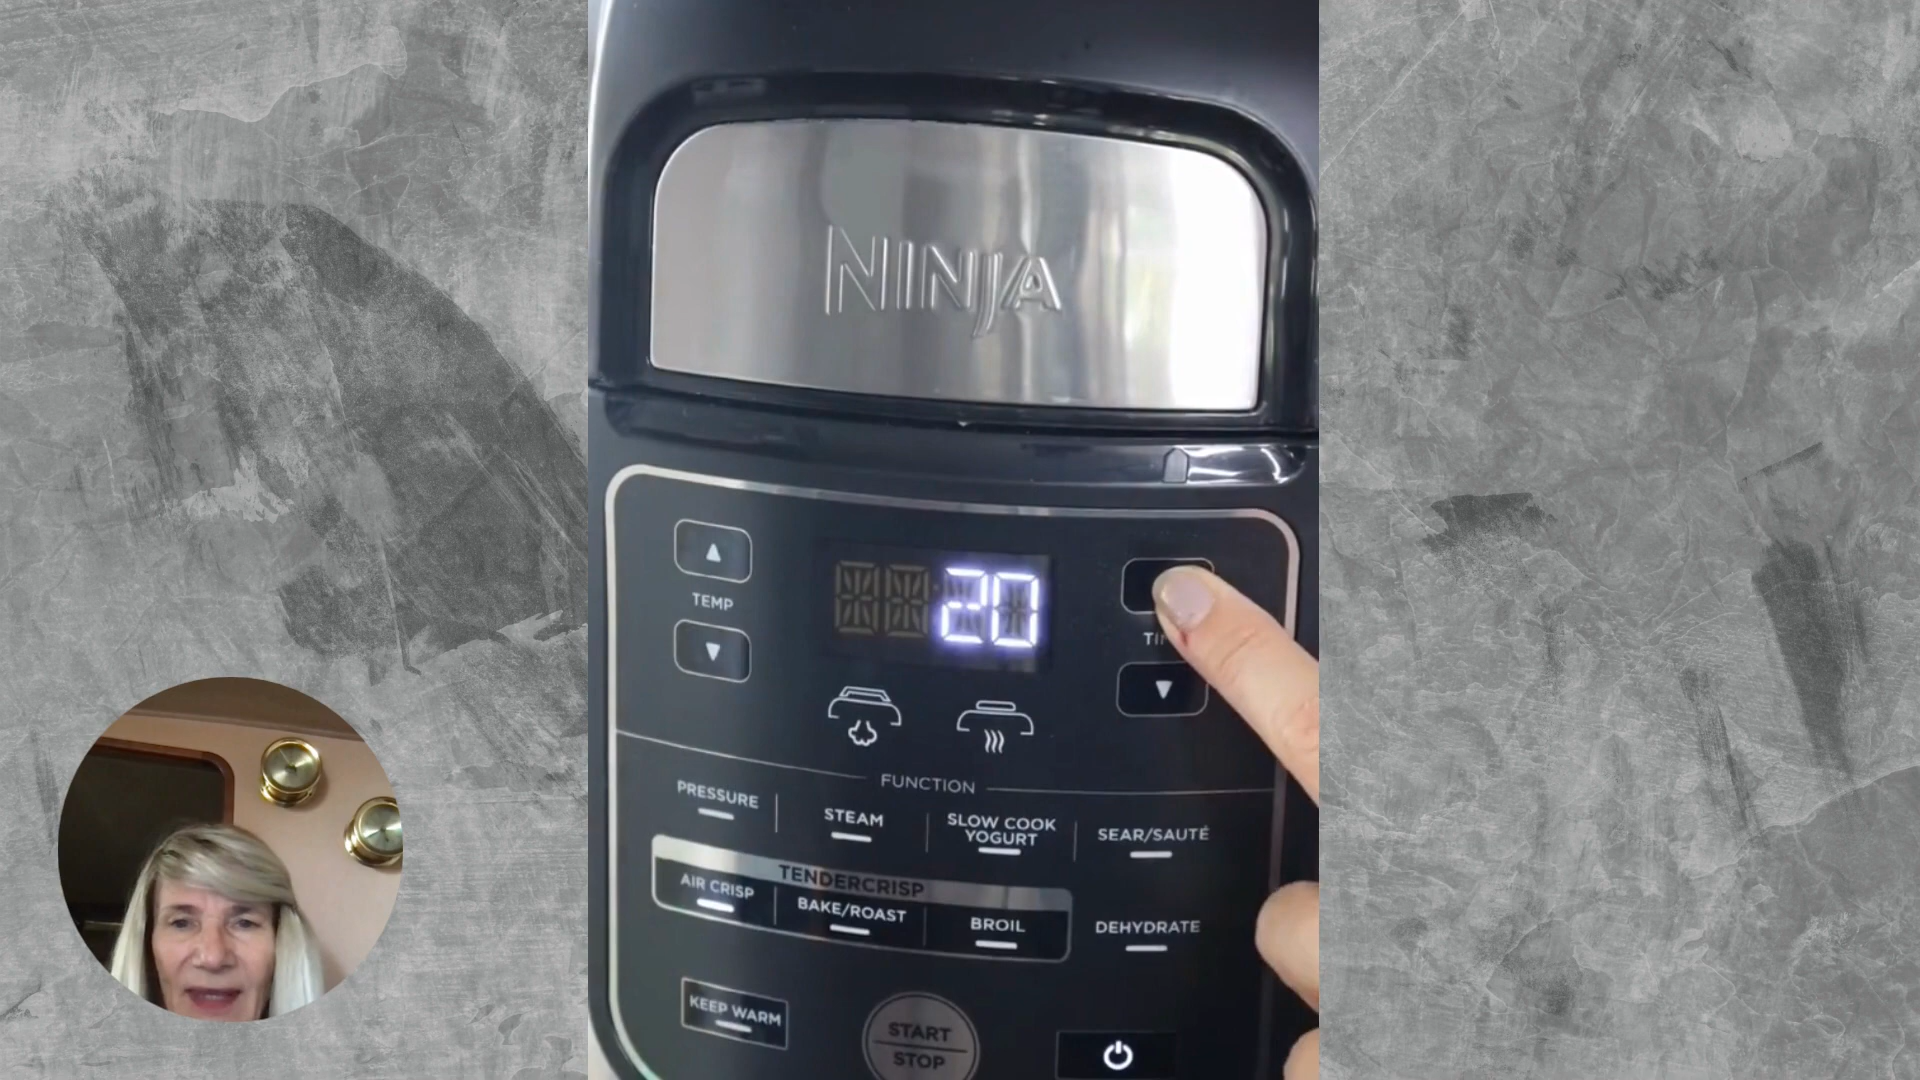 NINJA
20
TEMP
FUNCTION
PRESSURE
STEAM
SLOW COOK
YOGURT
SEAR/SAUTÉ
TENDERCRISP
AIR CRISP
BAKE/ROAST
BROIL
DEHYDRATE
KEEP WARM
START
STOP